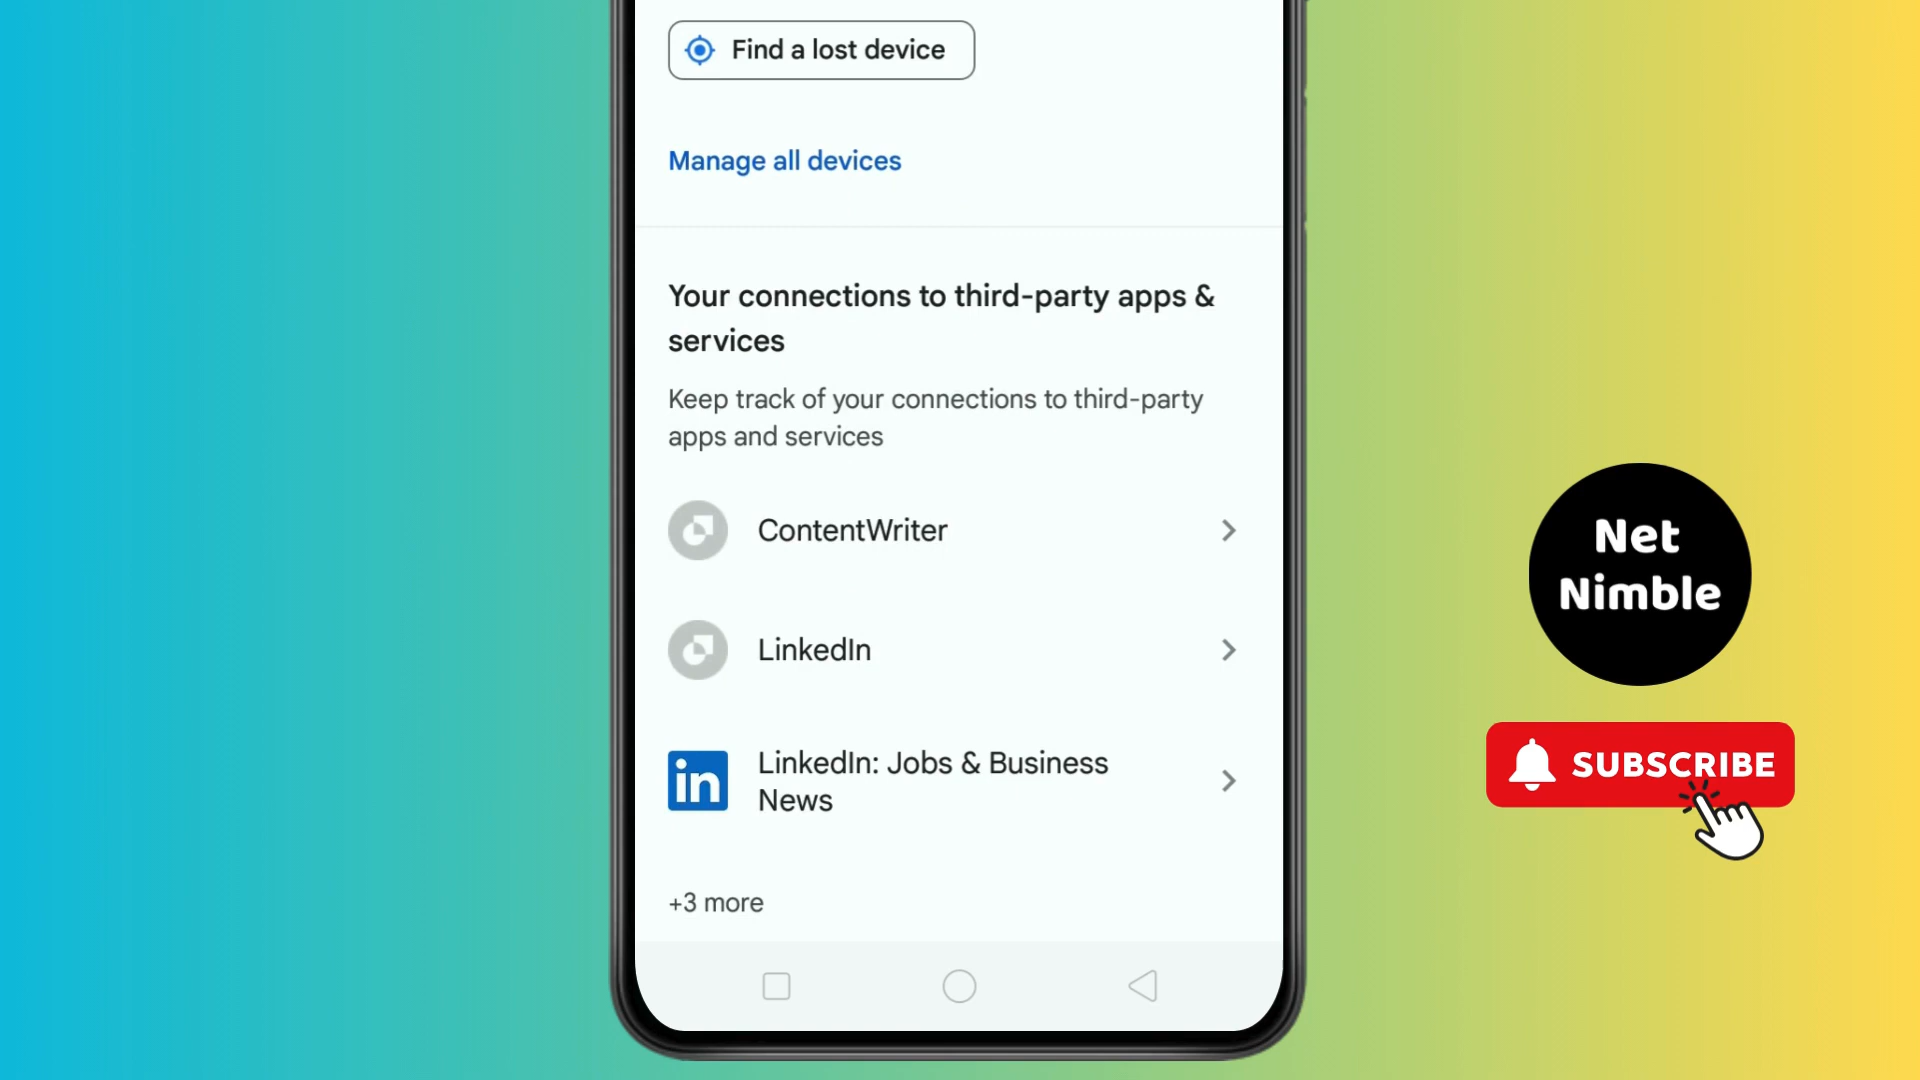 Find a lost device
Manage all devices
Your connections to third-party apps &
services
Keep track of your connections to third-party
apps and services
ContentWriter
LinkedIn
in
LinkedIn: Jobs & Business
News
+3 more
Net
Nimble
SUBSCRIBE